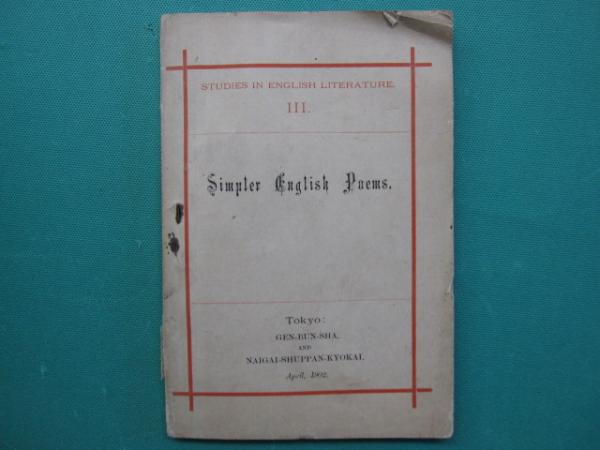 STUDIES IN ENGLISH LITERATURE.
III.
Simpler English Poems.
Tokyo:
GEN-BUN-SHA,
AND
NAIGAI-SHUPPAN-KYOKAI.
April, 1902.